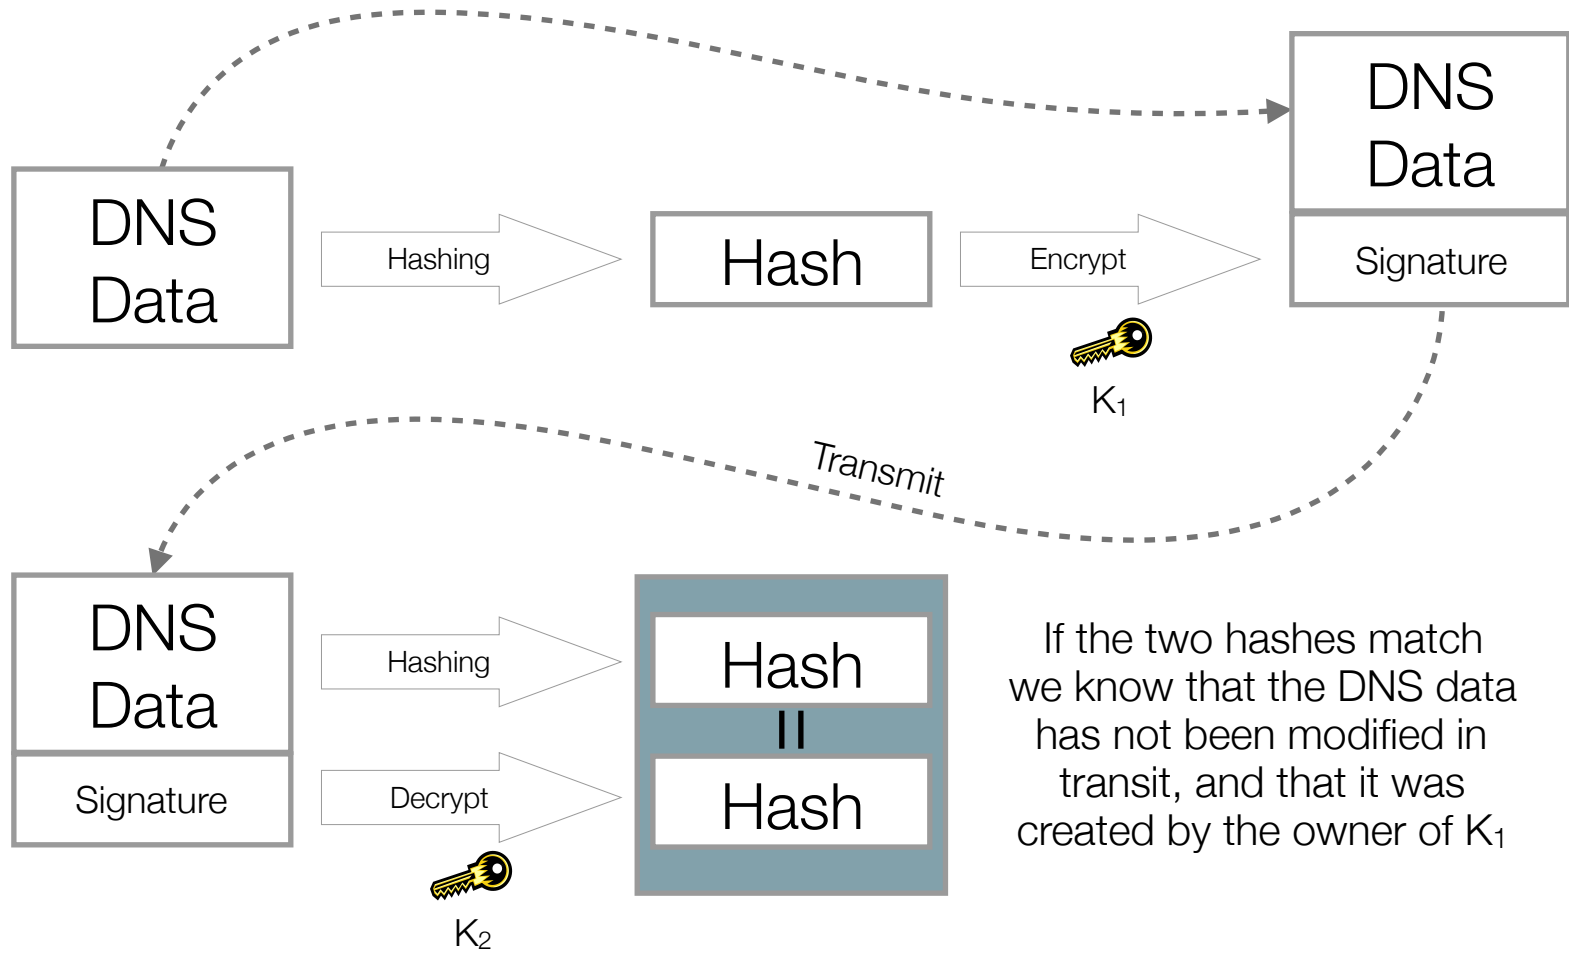 DNS
Data
Hashing
Hash
Encrypt
K₁
DNS
Data
Signature
Transmit
DNS
Data
Signature
Hashing
Decrypt
K₂
Hash
=
Hash
If the two hashes match
we know that the DNS data
has not been modified in
transit, and that it was
created by the owner of K₁